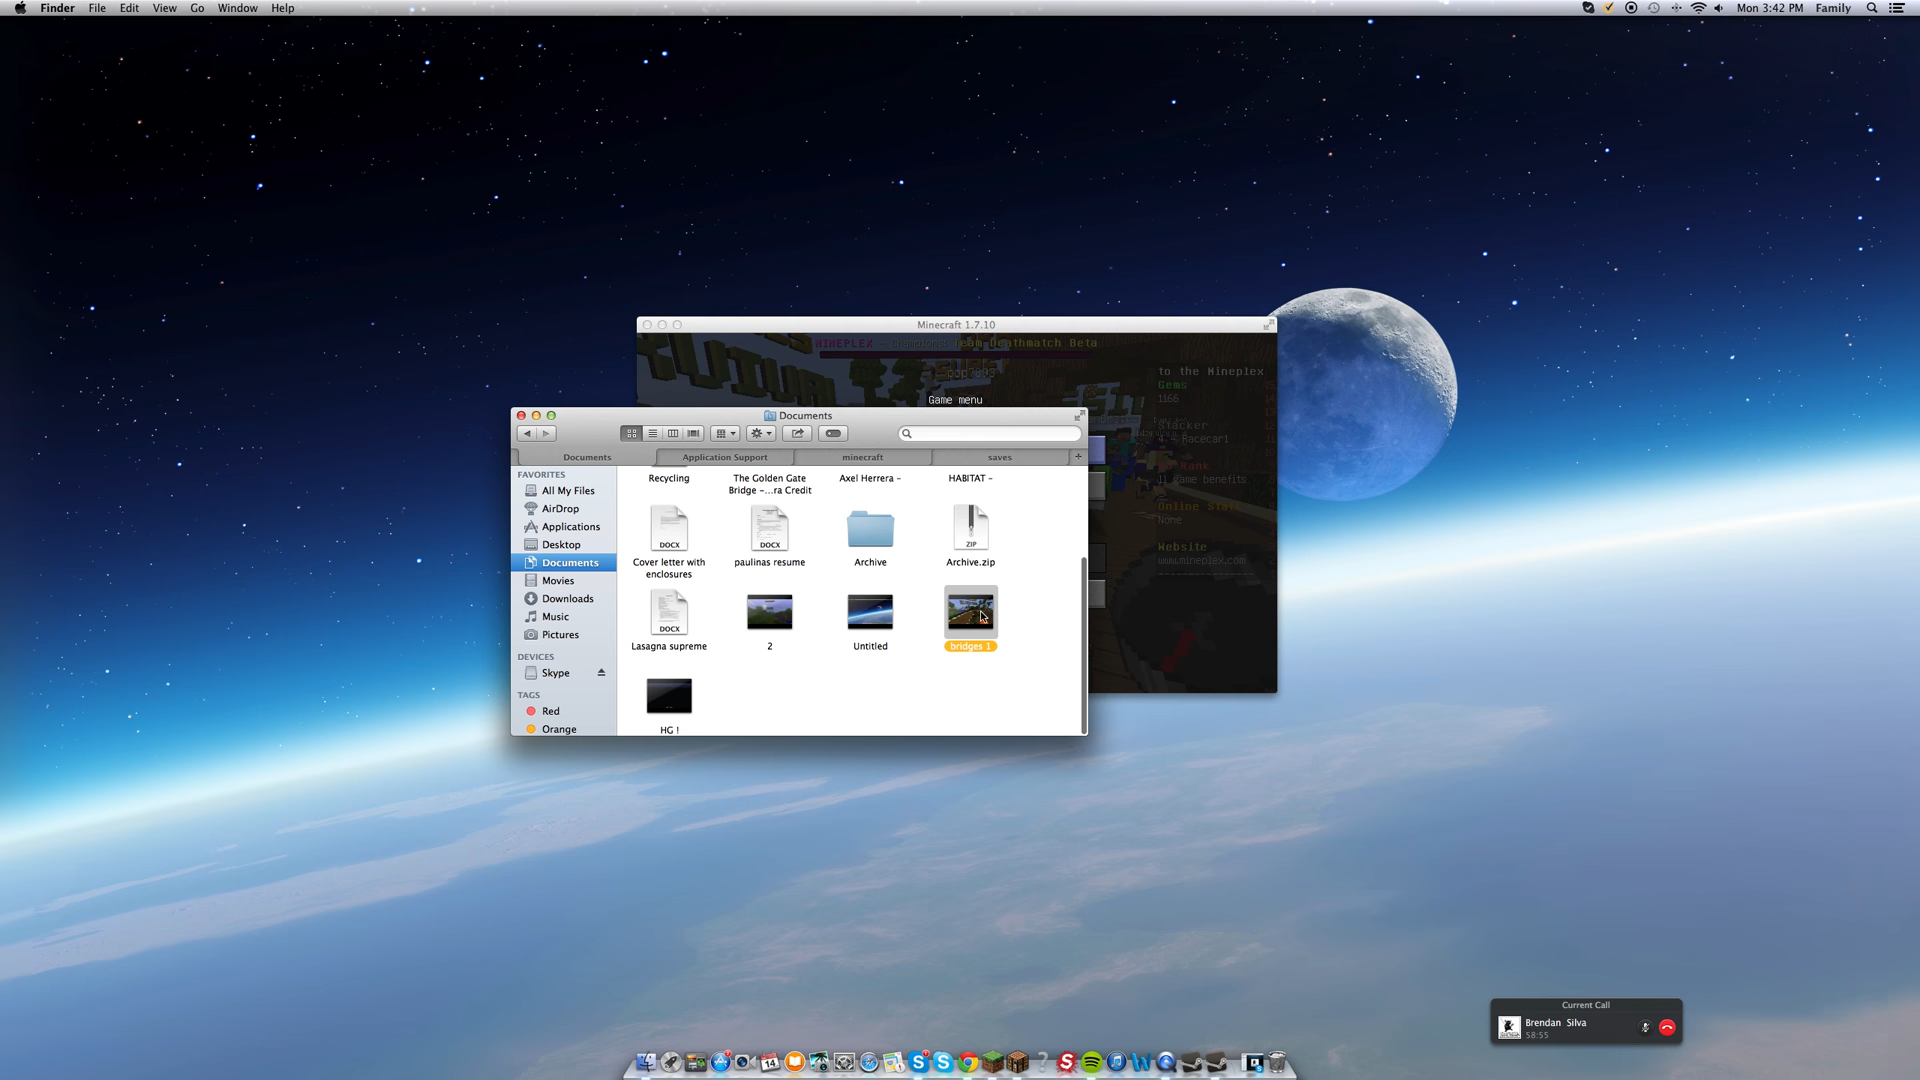 Finder File Edit View Go Window Help
Mon 3:42 PM Family
Minecraft 1.7.10
MINEPLEX Team Deathmatch Beta
to the Mineplex
Gems
1166
Game menu
Stacker
Racecar1
Rank
11 game benefits
None
Website
www.mineplex.com
Documents
Documents Application Support minecraft saves +
FAVORITES
All My Files
AirDrop
Applications
Desktop
Documents
Movies
Downloads
Music
Pictures
DEVICES
Skype
TAGS
Red
Orange
Recycling
The Golden Gate
Bridge -...ra Credit
Axel Herrera -
HABITAT -
DOCX
Cover letter with
enclosures
DOCX
paulinas resume
Archive
ZIP
Archive.zip
DOCX
Lasagna supreme
2
Untitled
bridges 1
HG !
Current Call
Brendan Silva
58:55
14